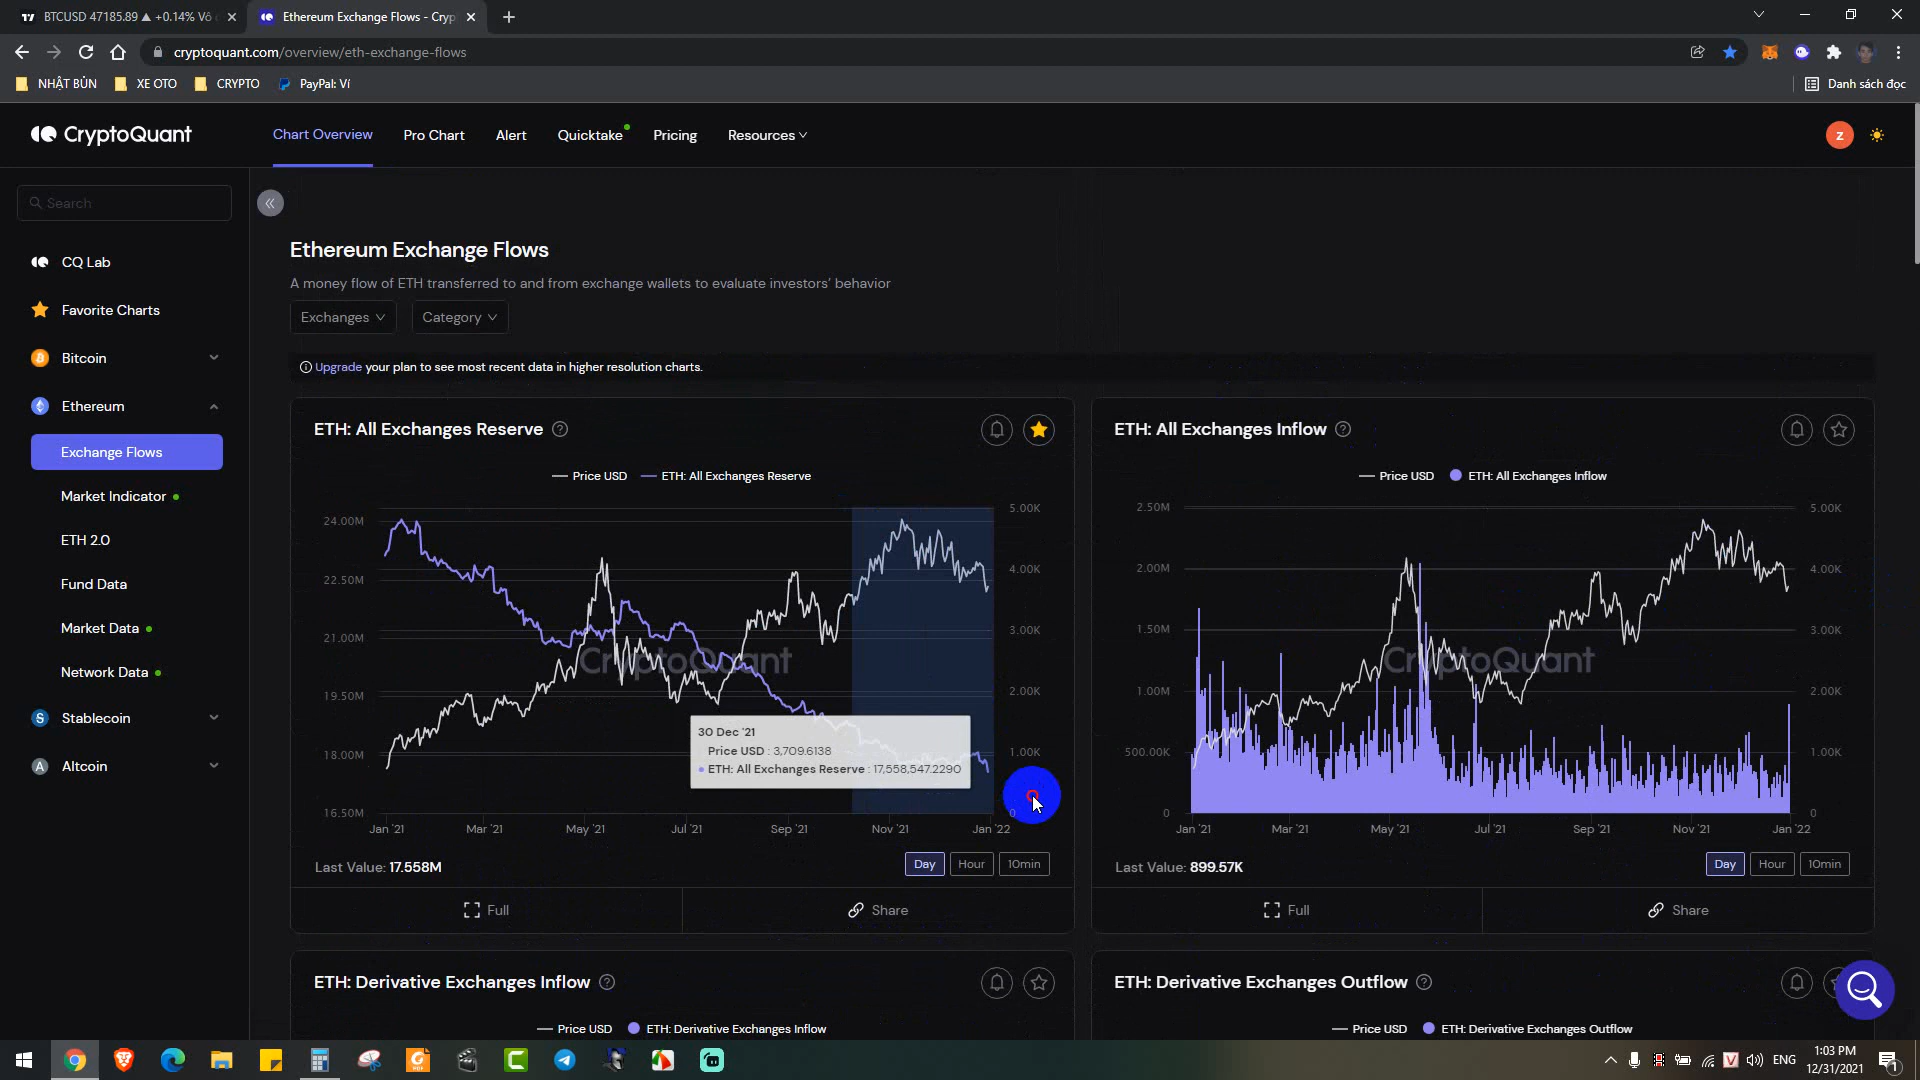 BTCUSD 47185.89 ▲ +0.14% Vô
Ethereum Exchange Flows - Cryp
cryptoquant.com/overview/eth-exchange-flows
NHẬT BỦN
XE OTO
CRYPTO
PayPal: Ví
Danh sách đọc
CryptoQuant
Chart Overview
Pro Chart
Alert
Quicktake
Pricing
Resources
z
Search
CQ Lab
Favorite Charts
Bitcoin
Ethereum
Exchange Flows
Market Indicator
ETH 2.0
Fund Data
Market Data
Network Data
Stablecoin
Altcoin
Ethereum Exchange Flows
A money flow of ETH transferred to and from exchange wallets to evaluate investors' behavior
Exchanges
Category
Upgrade your plan to see most recent data in higher resolution charts.
ETH: All Exchanges Reserve
Price USD
ETH: All Exchanges Reserve
24.00M
22.50M
21.00M
19.50M
18.00M
16.50M
5.00K
4.00K
3.00K
2.00K
1.00K
0
CryptoQuant
30 Dec '21
Price USD : 3,709.6138
ETH: All Exchanges Reserve : 17,558,547.2290
Jan '21
Mar '21
May '21
Jul '21
Sep '21
Nov '21
Jan '22
Last Value: 17.558M
Day
Hour
10min
Full
Share
ETH: All Exchanges Inflow
Price USD
ETH: All Exchanges Inflow
2.50M
2.00M
1.50M
1.00M
500.00K
0
5.00K
4.00K
3.00K
2.00K
1.00K
0
CryptoQuant
Jan '21
Mar '21
May '21
Jul '21
Sep '21
Nov '21
Jan '22
Last Value: 899.57K
Day
Hour
10min
Full
Share
ETH: Derivative Exchanges Inflow
Price USD
ETH: Derivative Exchanges Inflow
ETH: Derivative Exchanges Outflow
Price USD
ETH: Derivative Exchanges Outflow
ENG
1:03 PM
12/31/2021
1